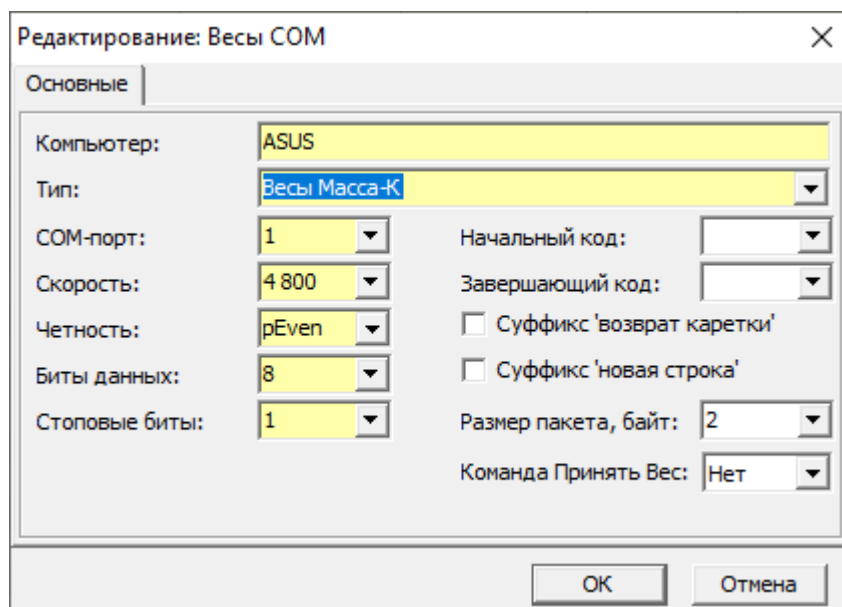 Редактирование: Весы COM
Основные
Компьютер: ASUS
Тип: Весы Масса-К
COM-порт: 1 Начальный код:
Скорость: 4 800 Завершающий код:
Четность: pEven Суффикс 'возврат каретки'
Биты данных: 8 Суффикс 'новая строка'
Стоповые биты: 1 Размер пакета, байт: 2
Команда Принять Вес: Нет
OK Отмена